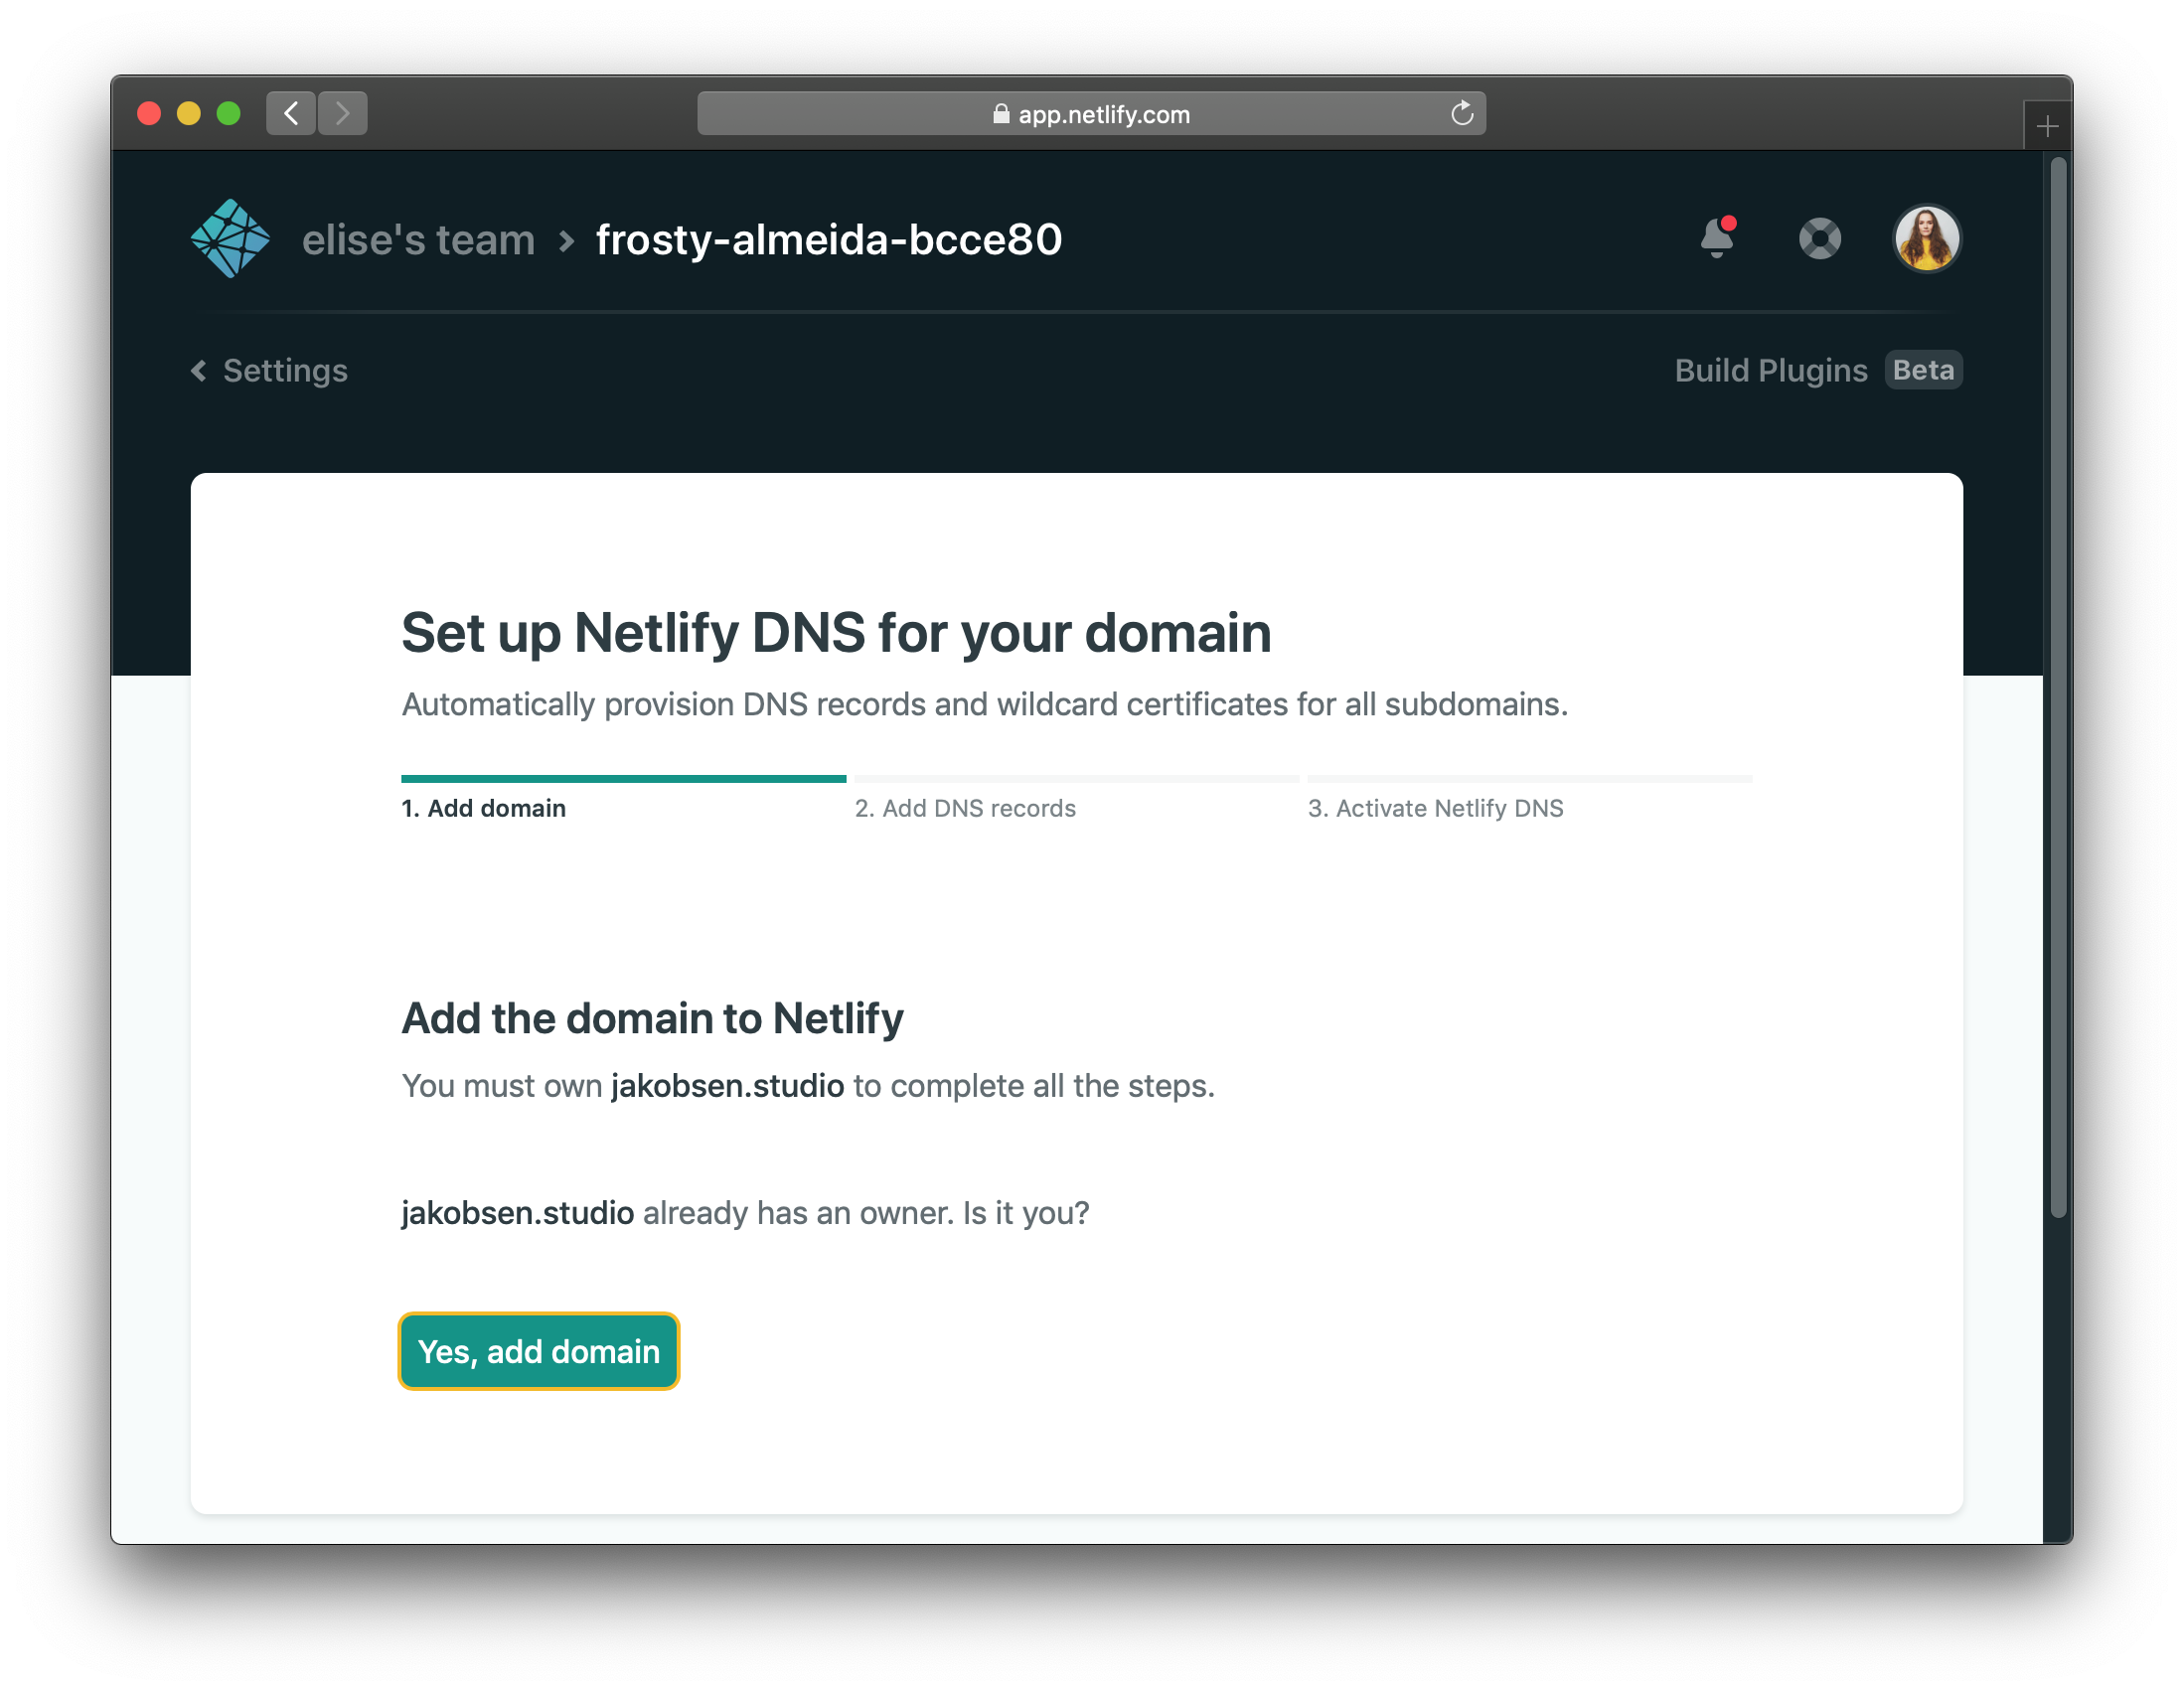 app.netlify.com
elise's team > frosty-almeida-bcce80
Settings
Build Plugins Beta
Set up Netlify DNS for your domain
Automatically provision DNS records and wildcard certificates for all subdomains.
1. Add domain
2. Add DNS records
3. Activate Netlify DNS
Add the domain to Netlify
You must own jakobsen.studio to complete all the steps.
jakobsen.studio already has an owner. Is it you?
Yes, add domain